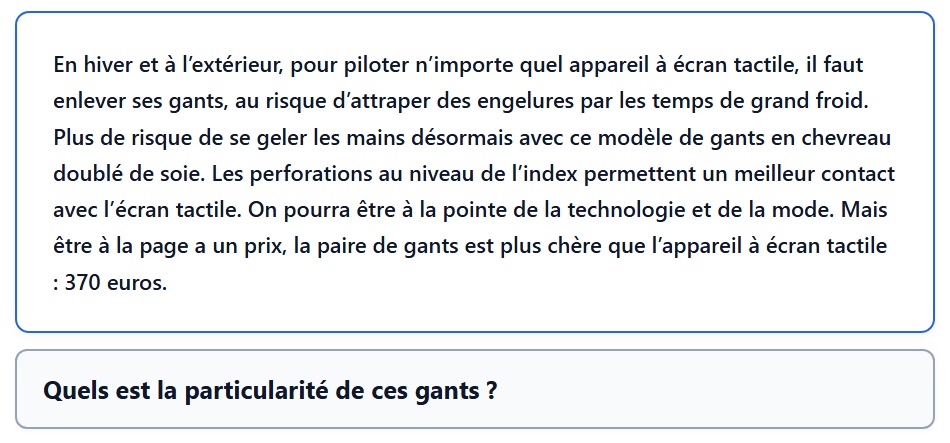 En hiver et à l’extérieur, pour piloter n’importe quel appareil à écran tactile, il faut
enlever ses gants, au risque d’attraper des engelures par les temps de grand froid.
Plus de risque de se geler les mains désormais avec ce modèle de gants en chevreau
doublé de soie. Les perforations au niveau de l’index permettent un meilleur contact
avec l’écran tactile. On pourra être à la pointe de la technologie et de la mode. Mais
être à la page a un prix, la paire de gants est plus chère que l’appareil à écran tactile
: 370 euros.
Quels est la particularité de ces gants ?